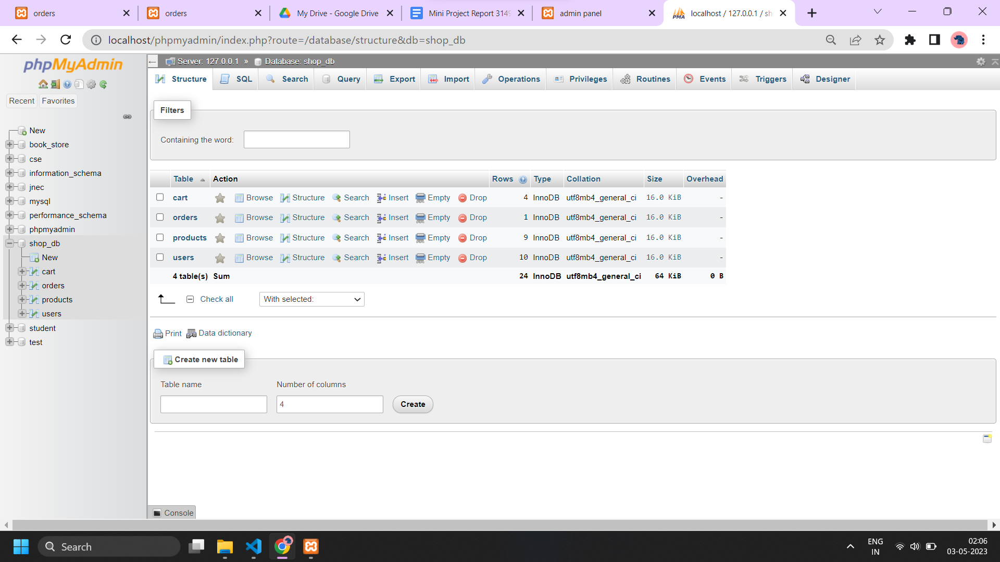 orders
orders
My Drive - Google Drive
Mini Project Report 3149
admin panel
localhost / 127.0.0.1 / sh
localhost/phpmyadmin/index.php?route=/database/structure&db=shop_db
phpMyAdmin
Recent Favorites
New
book_store
cse
information_schema
jnec
mysql
performance_schema
phpmyadmin
shop_db
New
cart
orders
products
users
student
test
Server: 127.0.0.1 » Database: shop_db
Structure SQL Search Query Export Import Operations Privileges Routines Events Triggers Designer
Filters
Containing the word:
Table Action Rows Type Collation Size Overhead
cart Browse Structure Search Insert Empty Drop 4 InnoDB utf8mb4_general_ci 16.0 KiB -
orders Browse Structure Search Insert Empty Drop 1 InnoDB utf8mb4_general_ci 16.0 KiB -
products Browse Structure Search Insert Empty Drop 9 InnoDB utf8mb4_general_ci 16.0 KiB -
users Browse Structure Search Insert Empty Drop 10 InnoDB utf8mb4_general_ci 16.0 KiB -
4 table(s) Sum 24 InnoDB utf8mb4_general_ci 64 KiB 0 B
Check all With selected:
Print Data dictionary
Create new table
Table name Number of columns
4 Create
Console
Search
ENG
IN
02:06
03-05-2023